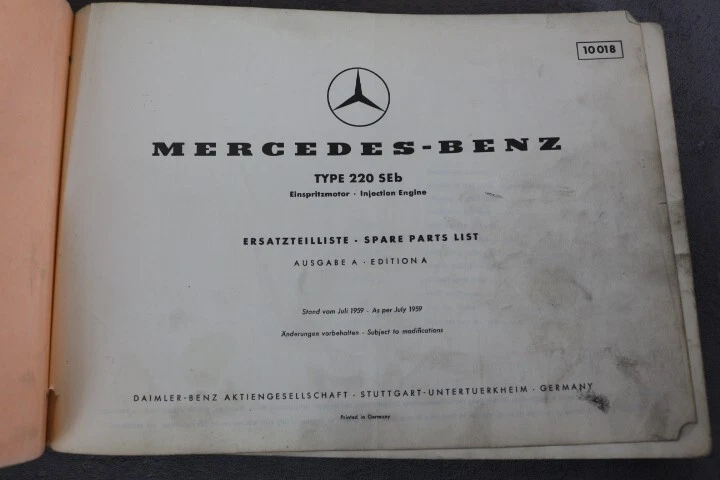 10018
MERCEDES-BENZ
TYPE 220 SEb
Einspritzmotor · Injection Engine
ERSATZTEILLISTE · SPARE PARTS LIST
AUSGABE A · EDITION A
Stand vom Juli 1959 · As per July 1959
Änderungen vorbehalten · Subject to modifications
DAIMLER-BENZ AKTIENGESELLSCHAFT · STUTTGART-UNTERTUERKHEIM · GERMANY
Printed in Germany